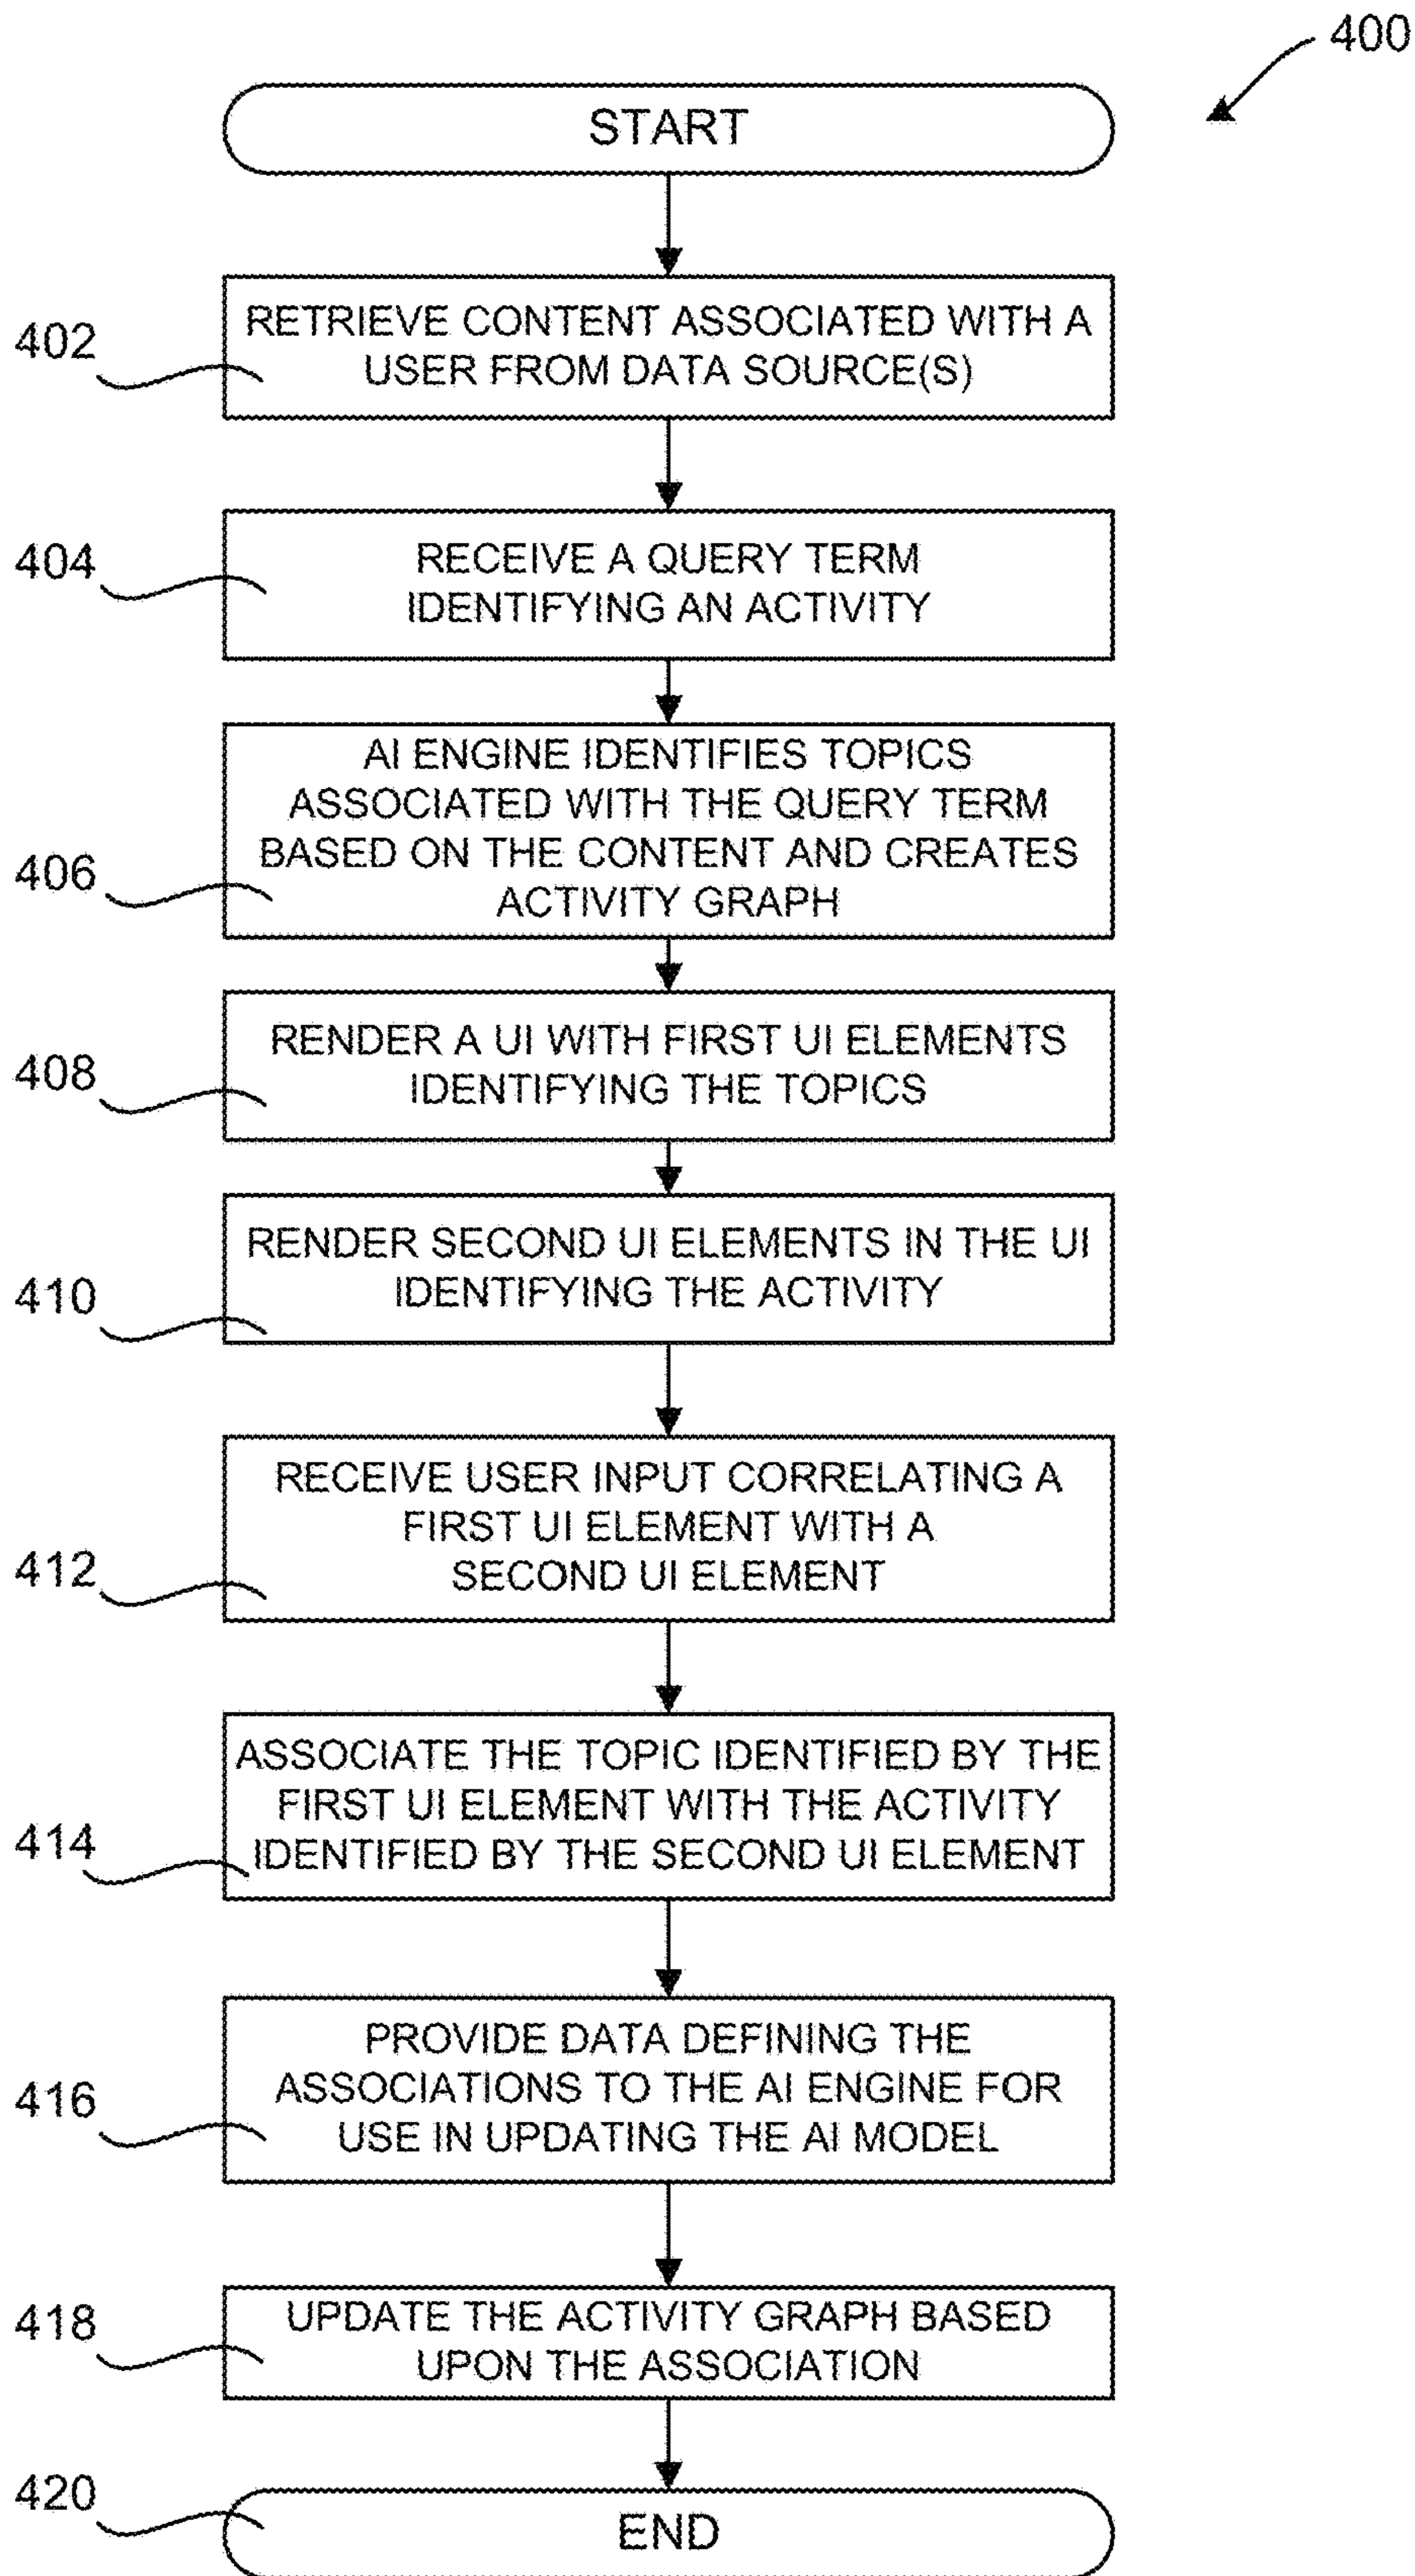 400
START
402
RETRIEVE CONTENT ASSOCIATED WITH A
USER FROM DATA SOURCE(S)
404
RECEIVE A QUERY TERM
IDENTIFYING AN ACTIVITY
406
AI ENGINE IDENTIFIES TOPICS
ASSOCIATED WITH THE QUERY TERM
BASED ON THE CONTENT AND CREATES
ACTIVITY GRAPH
408
RENDER A UI WITH FIRST UI ELEMENTS
IDENTIFYING THE TOPICS
410
RENDER SECOND UI ELEMENTS IN THE UI
IDENTIFYING THE ACTIVITY
412
RECEIVE USER INPUT CORRELATING A
FIRST UI ELEMENT WITH A
SECOND UI ELEMENT
414
ASSOCIATE THE TOPIC IDENTIFIED BY THE
FIRST UI ELEMENT WITH THE ACTIVITY
IDENTIFIED BY THE SECOND UI ELEMENT
416
PROVIDE DATA DEFINING THE
ASSOCIATIONS TO THE AI ENGINE FOR
USE IN UPDATING THE AI MODEL
418
UPDATE THE ACTIVITY GRAPH BASED
UPON THE ASSOCIATION
420
END